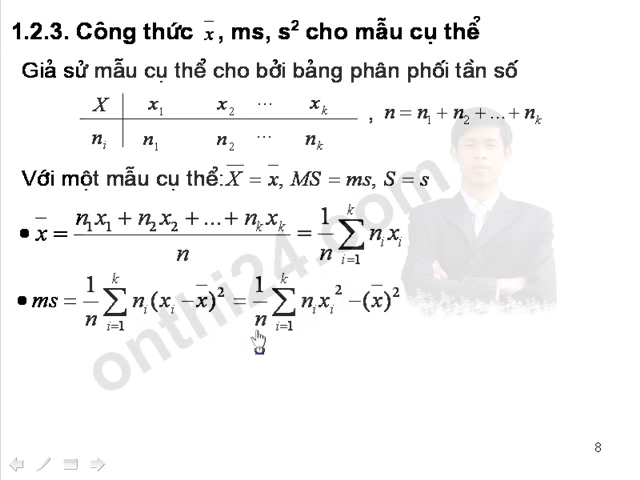 1.2.3. Công thức x̄, ms, s² cho mẫu cụ thể
Giả sử mẫu cụ thể cho bởi bảng phân phối tần số
X | x₁ x₂ ⋯ xₖ
nᵢ | n₁ n₂ ⋯ nₖ , n = n₁ + n₂ + ... + nₖ
Với một mẫu cụ thể: X̄ = x̄, MS = ms, S = s
• x̄ = (n₁x₁ + n₂x₂ + ... + nₖxₖ)/n = 1/n ∑ᵢ₌₁ᵏ nᵢxᵢ
• ms = 1/n ∑ᵢ₌₁ᵏ nᵢ(xᵢ − x̄)² = 1/n ∑ᵢ₌₁ᵏ nᵢxᵢ² − (x̄)²
onthi24.com
8